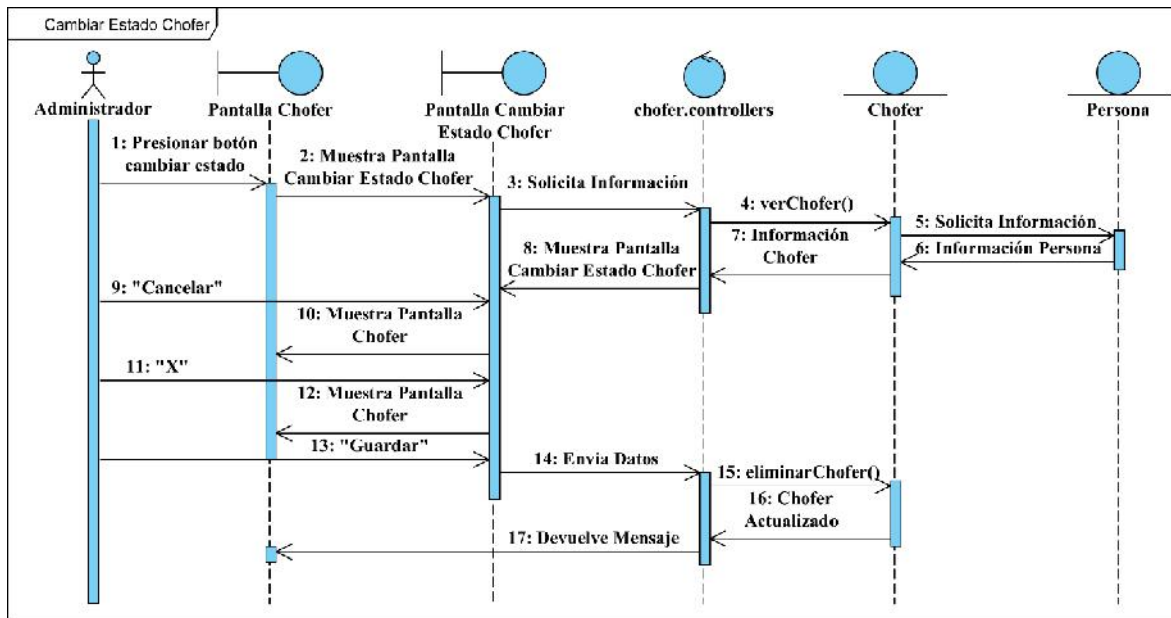 Cambiar Estado Chofer
Administrador
Pantalla Chofer
Pantalla Cambiar
Estado Chofer
chofer.controllers
Chofer
Persona
1: Presionar botón
cambiar estado
2: Muestra Pantalla
Cambiar Estado Chofer
3: Solicita Información
4: verChofer()
5: Solicita Información
6: Información Persona
7: Información
Chofer
8: Muestra Pantalla
Cambiar Estado Chofer
9: "Cancelar"
10: Muestra Pantalla
Chofer
11: "X"
12: Muestra Pantalla
Chofer
13: "Guardar"
14: Envia Datos
15: eliminarChofer()
16: Chofer
Actualizado
17: Devuelve Mensaje